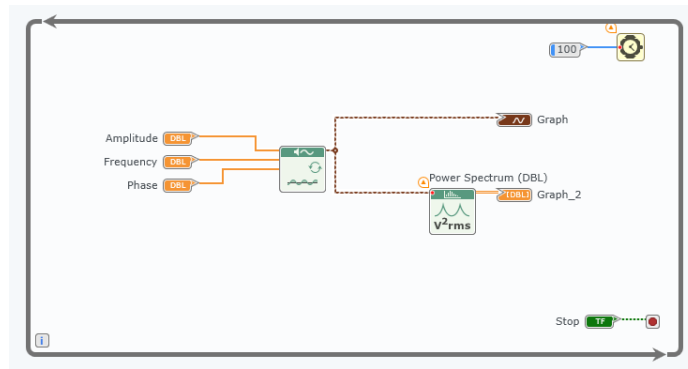 100
Graph
Amplitude DBL
Frequency DBL
Phase DBL
Power Spectrum (DBL)
[DBL] Graph_2
V²rms
Stop TF
i